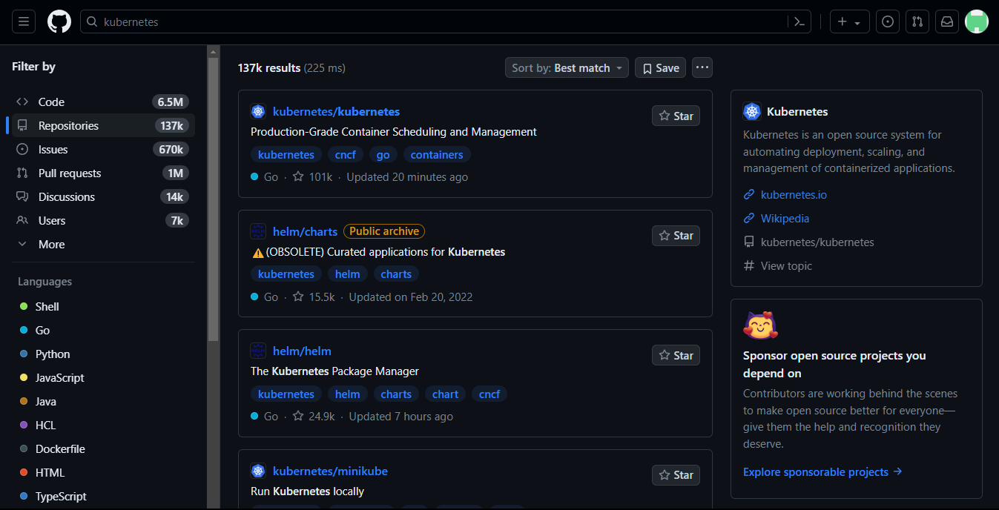 kubernetes
Filter by
Code 6.5M
Repositories 137k
Issues 670k
Pull requests 1M
Discussions 14k
Users 7k
More
Languages
Shell
Go
Python
JavaScript
Java
HCL
Dockerfile
HTML
TypeScript
137k results (225 ms)
Sort by: Best match
Save
kubernetes/kubernetes
Star
Production-Grade Container Scheduling and Management
kubernetes cncf go containers
Go · 101k · Updated 20 minutes ago
helm/charts Public archive
Star
(OBSOLETE) Curated applications for Kubernetes
kubernetes helm charts
Go · 15.5k · Updated on Feb 20, 2022
helm/helm
Star
The Kubernetes Package Manager
kubernetes helm charts chart cncf
Go · 24.9k · Updated 7 hours ago
kubernetes/minikube
Star
Run Kubernetes locally
Kubernetes
Kubernetes is an open source system for
automating deployment, scaling, and
management of containerized applications.
kubernetes.io
Wikipedia
kubernetes/kubernetes
View topic
Sponsor open source projects you
depend on
Contributors are working behind the scenes
to make open source better for everyone—
give them the help and recognition they
deserve.
Explore sponsorable projects →